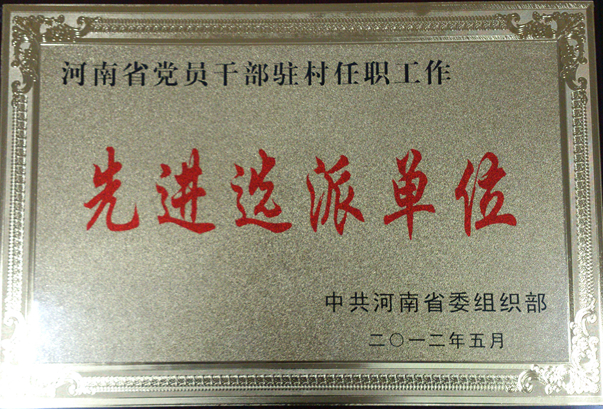 河南省党员干部驻村任职工作
先进选派单位
中共河南省委组织部
二〇一二年五月